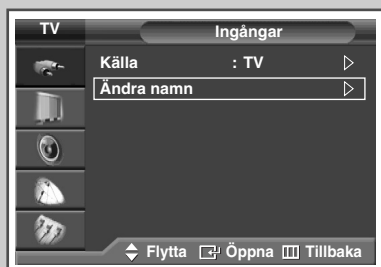 TV
Ingångar
Källa : TV
Ändra namn
Flytta Öppna Tillbaka